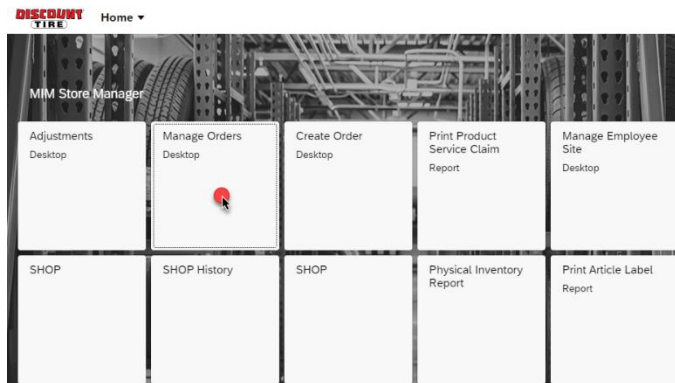 DISCOUNT
TIRE
Home
MIM Store Manager
Adjustments
Desktop
Manage Orders
Desktop
Create Order
Desktop
Print Product
Service Claim
Report
Manage Employee
Site
Desktop
SHOP
SHOP History
SHOP
Physical Inventory
Report
Print Article Label
Report